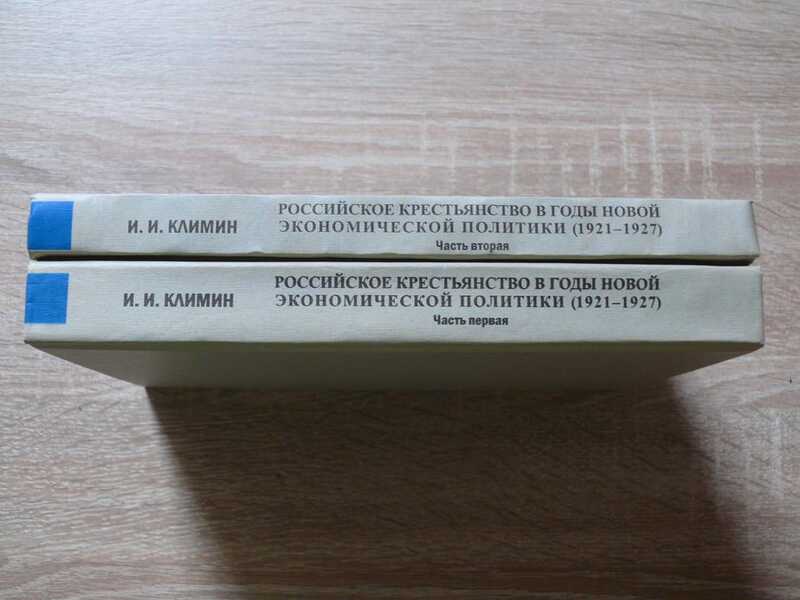 И. И. КЛИМИН
РОССИЙСКОЕ КРЕСТЬЯНСТВО В ГОДЫ НОВОЙ
ЭКОНОМИЧЕСКОЙ ПОЛИТИКИ (1921–1927)
Часть вторая
И. И. КЛИМИН
РОССИЙСКОЕ КРЕСТЬЯНСТВО В ГОДЫ НОВОЙ
ЭКОНОМИЧЕСКОЙ ПОЛИТИКИ (1921–1927)
Часть первая